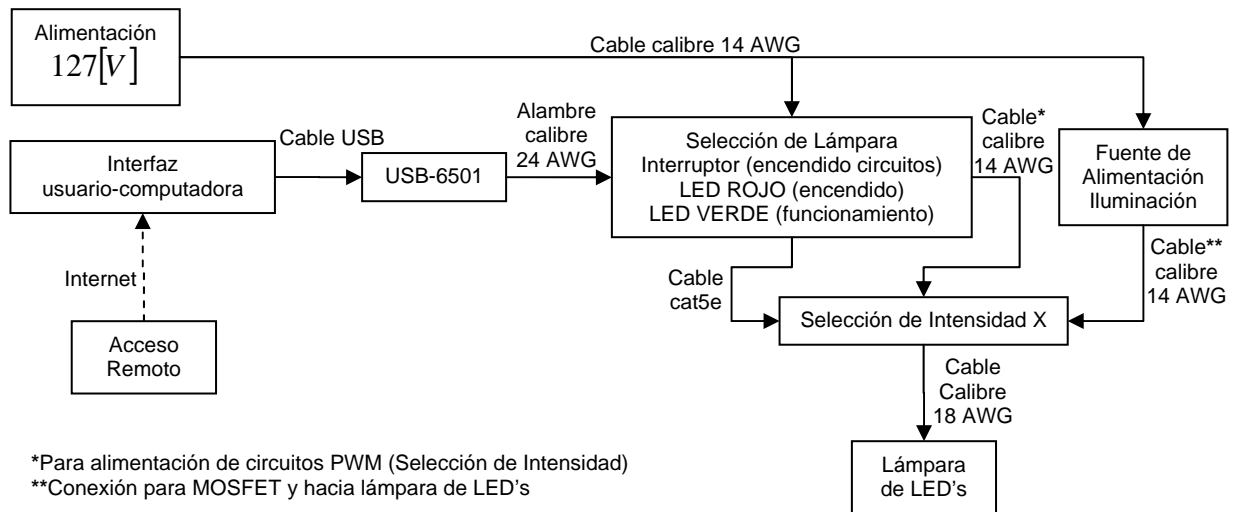 Alimentación
127[V]
Cable calibre 14 AWG
Cable USB
Alambre
calibre
24 AWG
Cable*
calibre
14 AWG
Interfaz
usuario-computadora
USB-6501
Selección de Lámpara
Interruptor (encendido circuitos)
LED ROJO (encendido)
LED VERDE (funcionamiento)
Fuente de
Alimentación
Iluminación
Internet
Cable
cat5e
Cable**
calibre
14 AWG
Selección de Intensidad X
Acceso
Remoto
Cable
Calibre
18 AWG
Lámpara
de LED's
*Para alimentación de circuitos PWM (Selección de Intensidad)
**Conexión para MOSFET y hacia lámpara de LED's